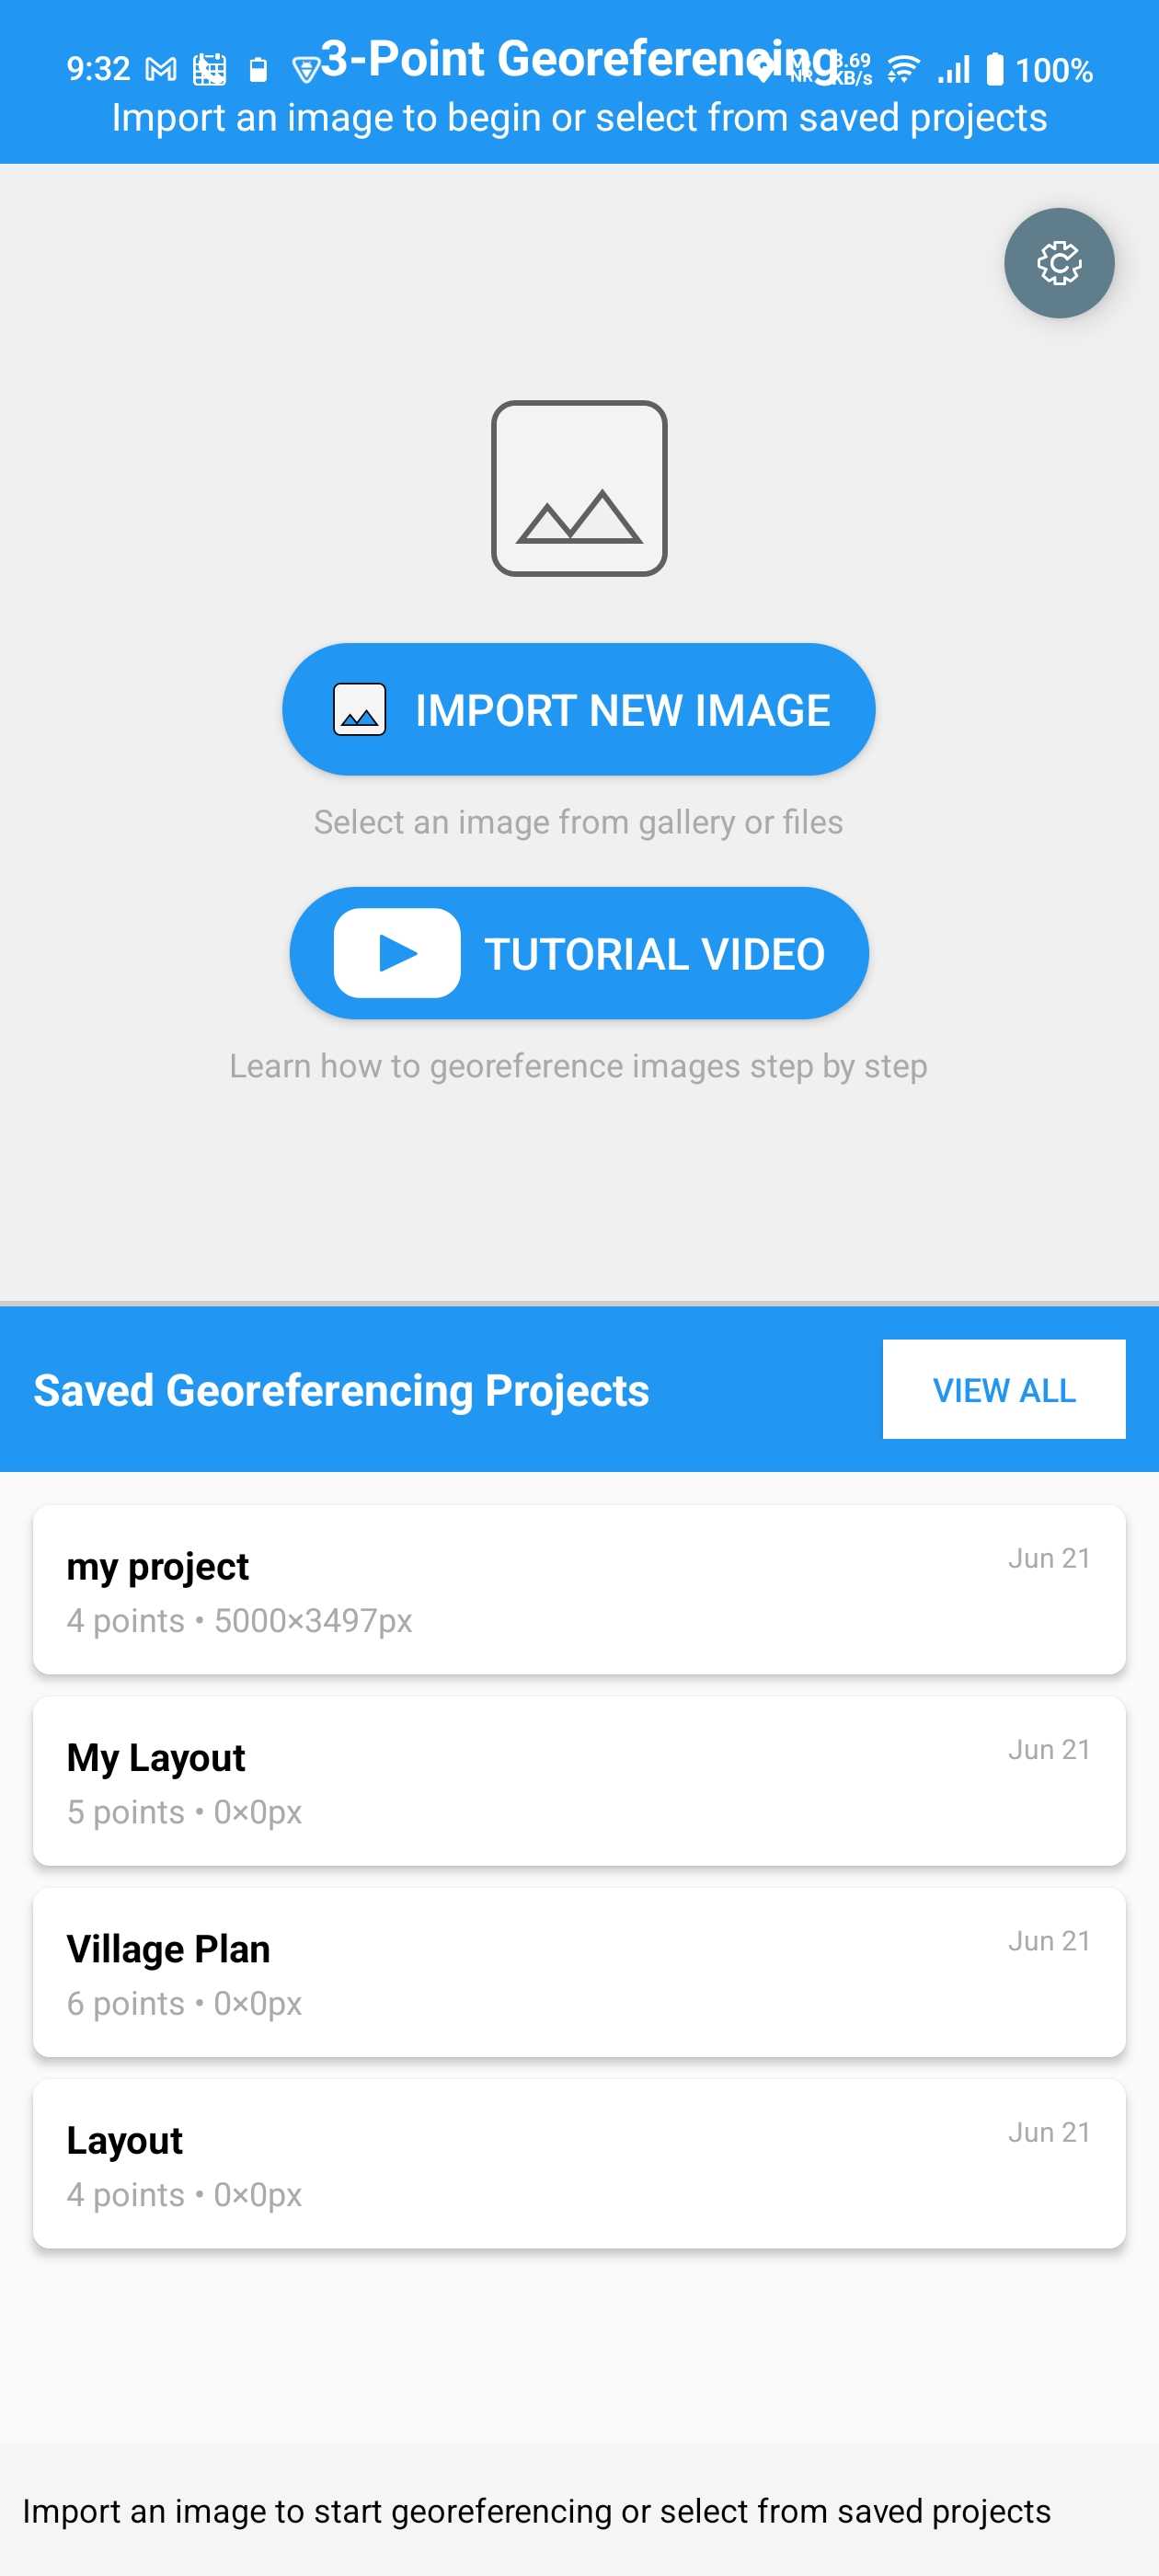 9:32
3-Point Georeferencing
KB/s
100%
Import an image to begin or select from saved projects
IMPORT NEW IMAGE
Select an image from gallery or files
TUTORIAL VIDEO
Learn how to georeference images step by step
Saved Georeferencing Projects
VIEW ALL
my project
Jun 21
4 points • 5000×3497px
My Layout
Jun 21
5 points • 0×0px
Village Plan
Jun 21
6 points • 0×0px
Layout
Jun 21
4 points • 0×0px
Import an image to start georeferencing or select from saved projects